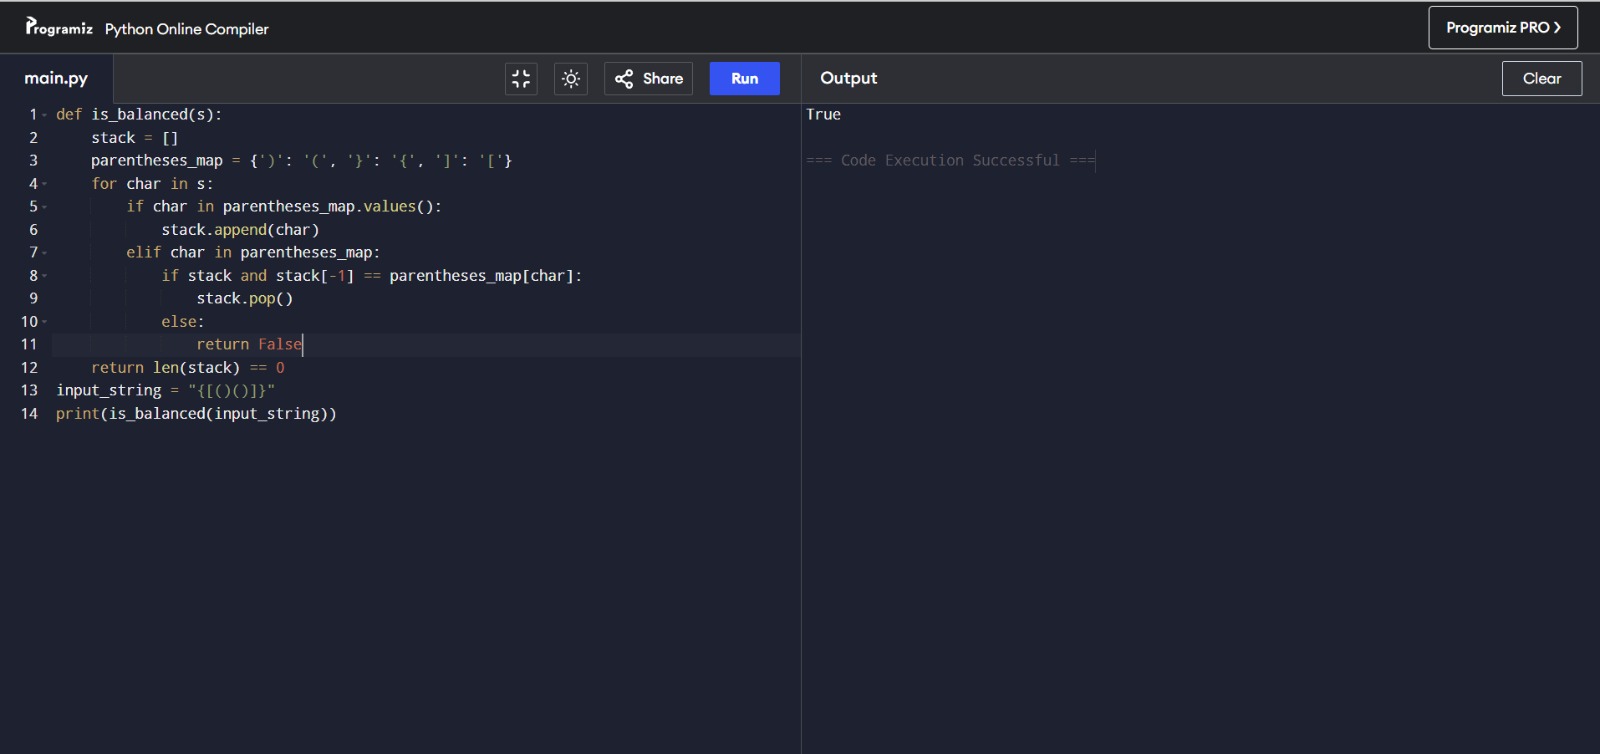 Programiz Python Online Compiler
Programiz PRO >
main.py
Share
Run
Output
Clear
1 def is_balanced(s):
2     stack = []
3     parentheses_map = {')': '(', '}': '{', ']': '['}
4     for char in s:
5         if char in parentheses_map.values():
6             stack.append(char)
7         elif char in parentheses_map:
8             if stack and stack[-1] == parentheses_map[char]:
9                 stack.pop()
10             else:
11                 return False
12     return len(stack) == 0
13 input_string = "{[()()]}"
14 print(is_balanced(input_string))
True
=== Code Execution Successful ===